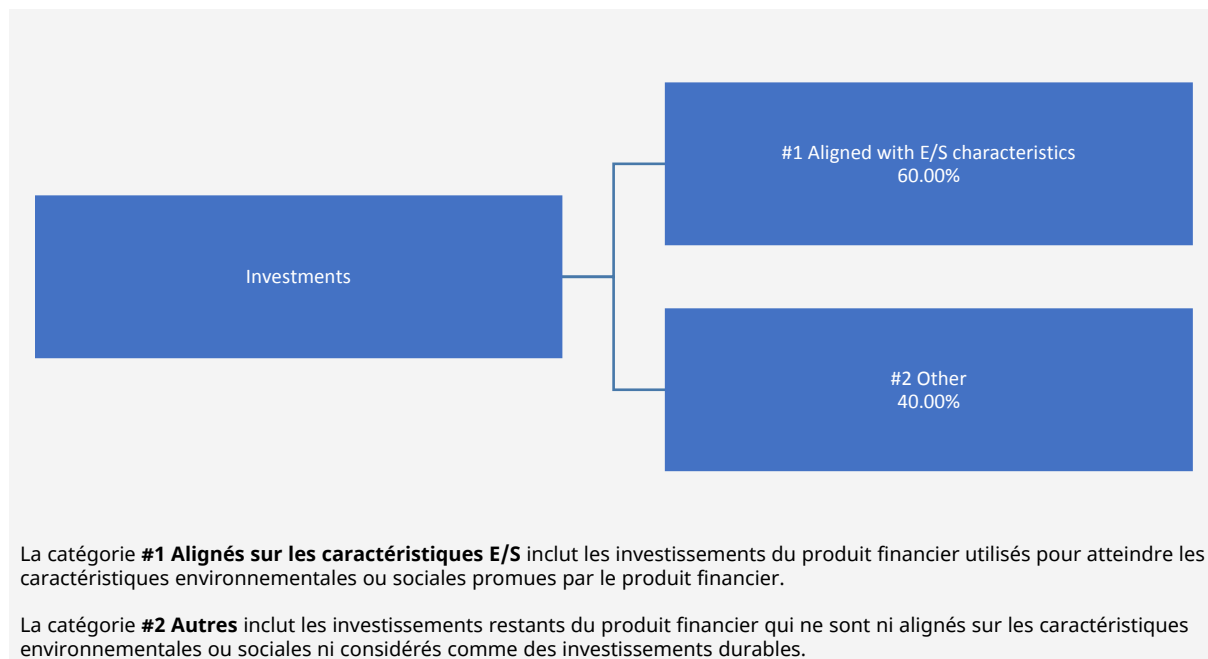 #1 Aligned with E/S characteristics
60.00%
Investments
#2 Other
40.00%
La catégorie #1 Alignés sur les caractéristiques E/S inclut les investissements du produit financier utilisés pour atteindre les
caractéristiques environnementales ou sociales promues par le produit financier.
La catégorie #2 Autres inclut les investissements restants du produit financier qui ne sont ni alignés sur les caractéristiques
environnementales ou sociales ni considérés comme des investissements durables.